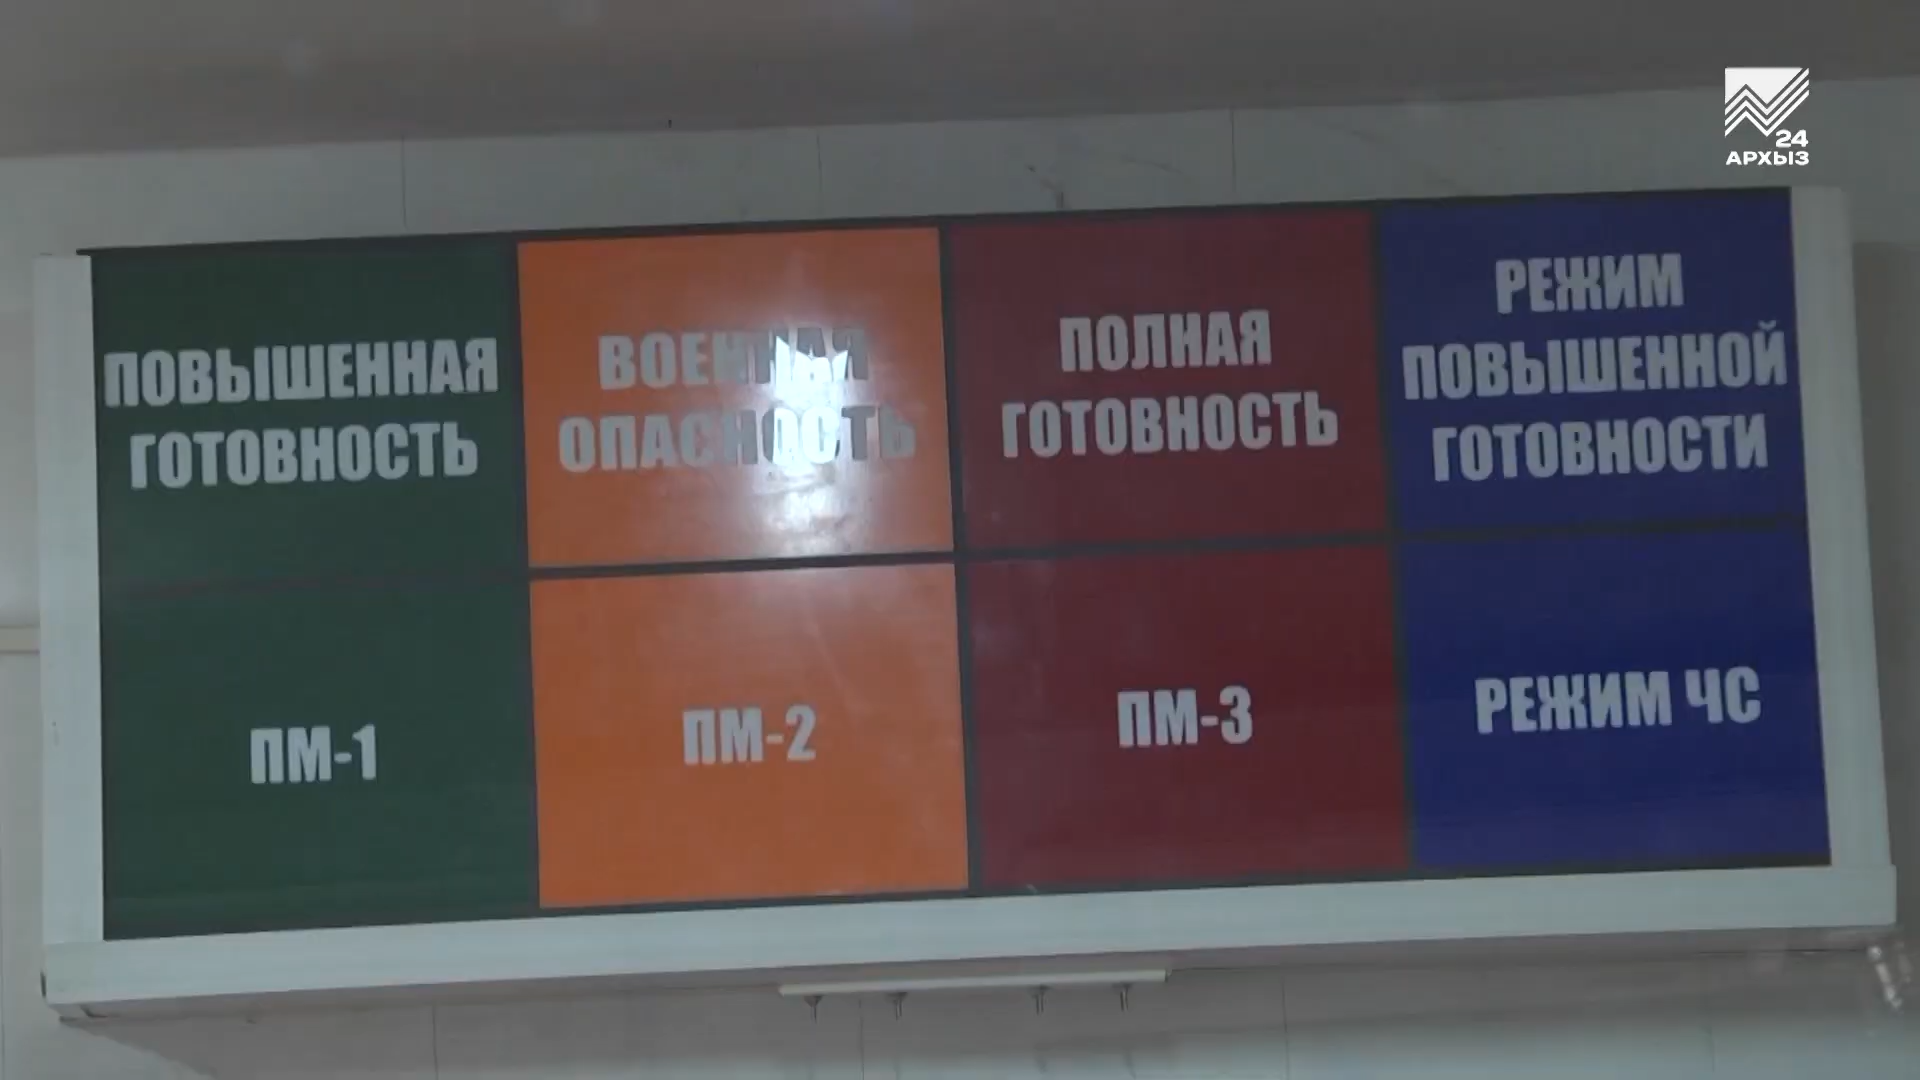 24
АРХЫЗ
ПОВЫШЕННАЯ
ГОТОВНОСТЬ
ВОЕННАЯ
ОПАСНОСТЬ
ПОЛНАЯ
ГОТОВНОСТЬ
РЕЖИМ
ПОВЫШЕННОЙ
ГОТОВНОСТИ
ПМ-1
ПМ-2
ПМ-3
РЕЖИМ ЧС